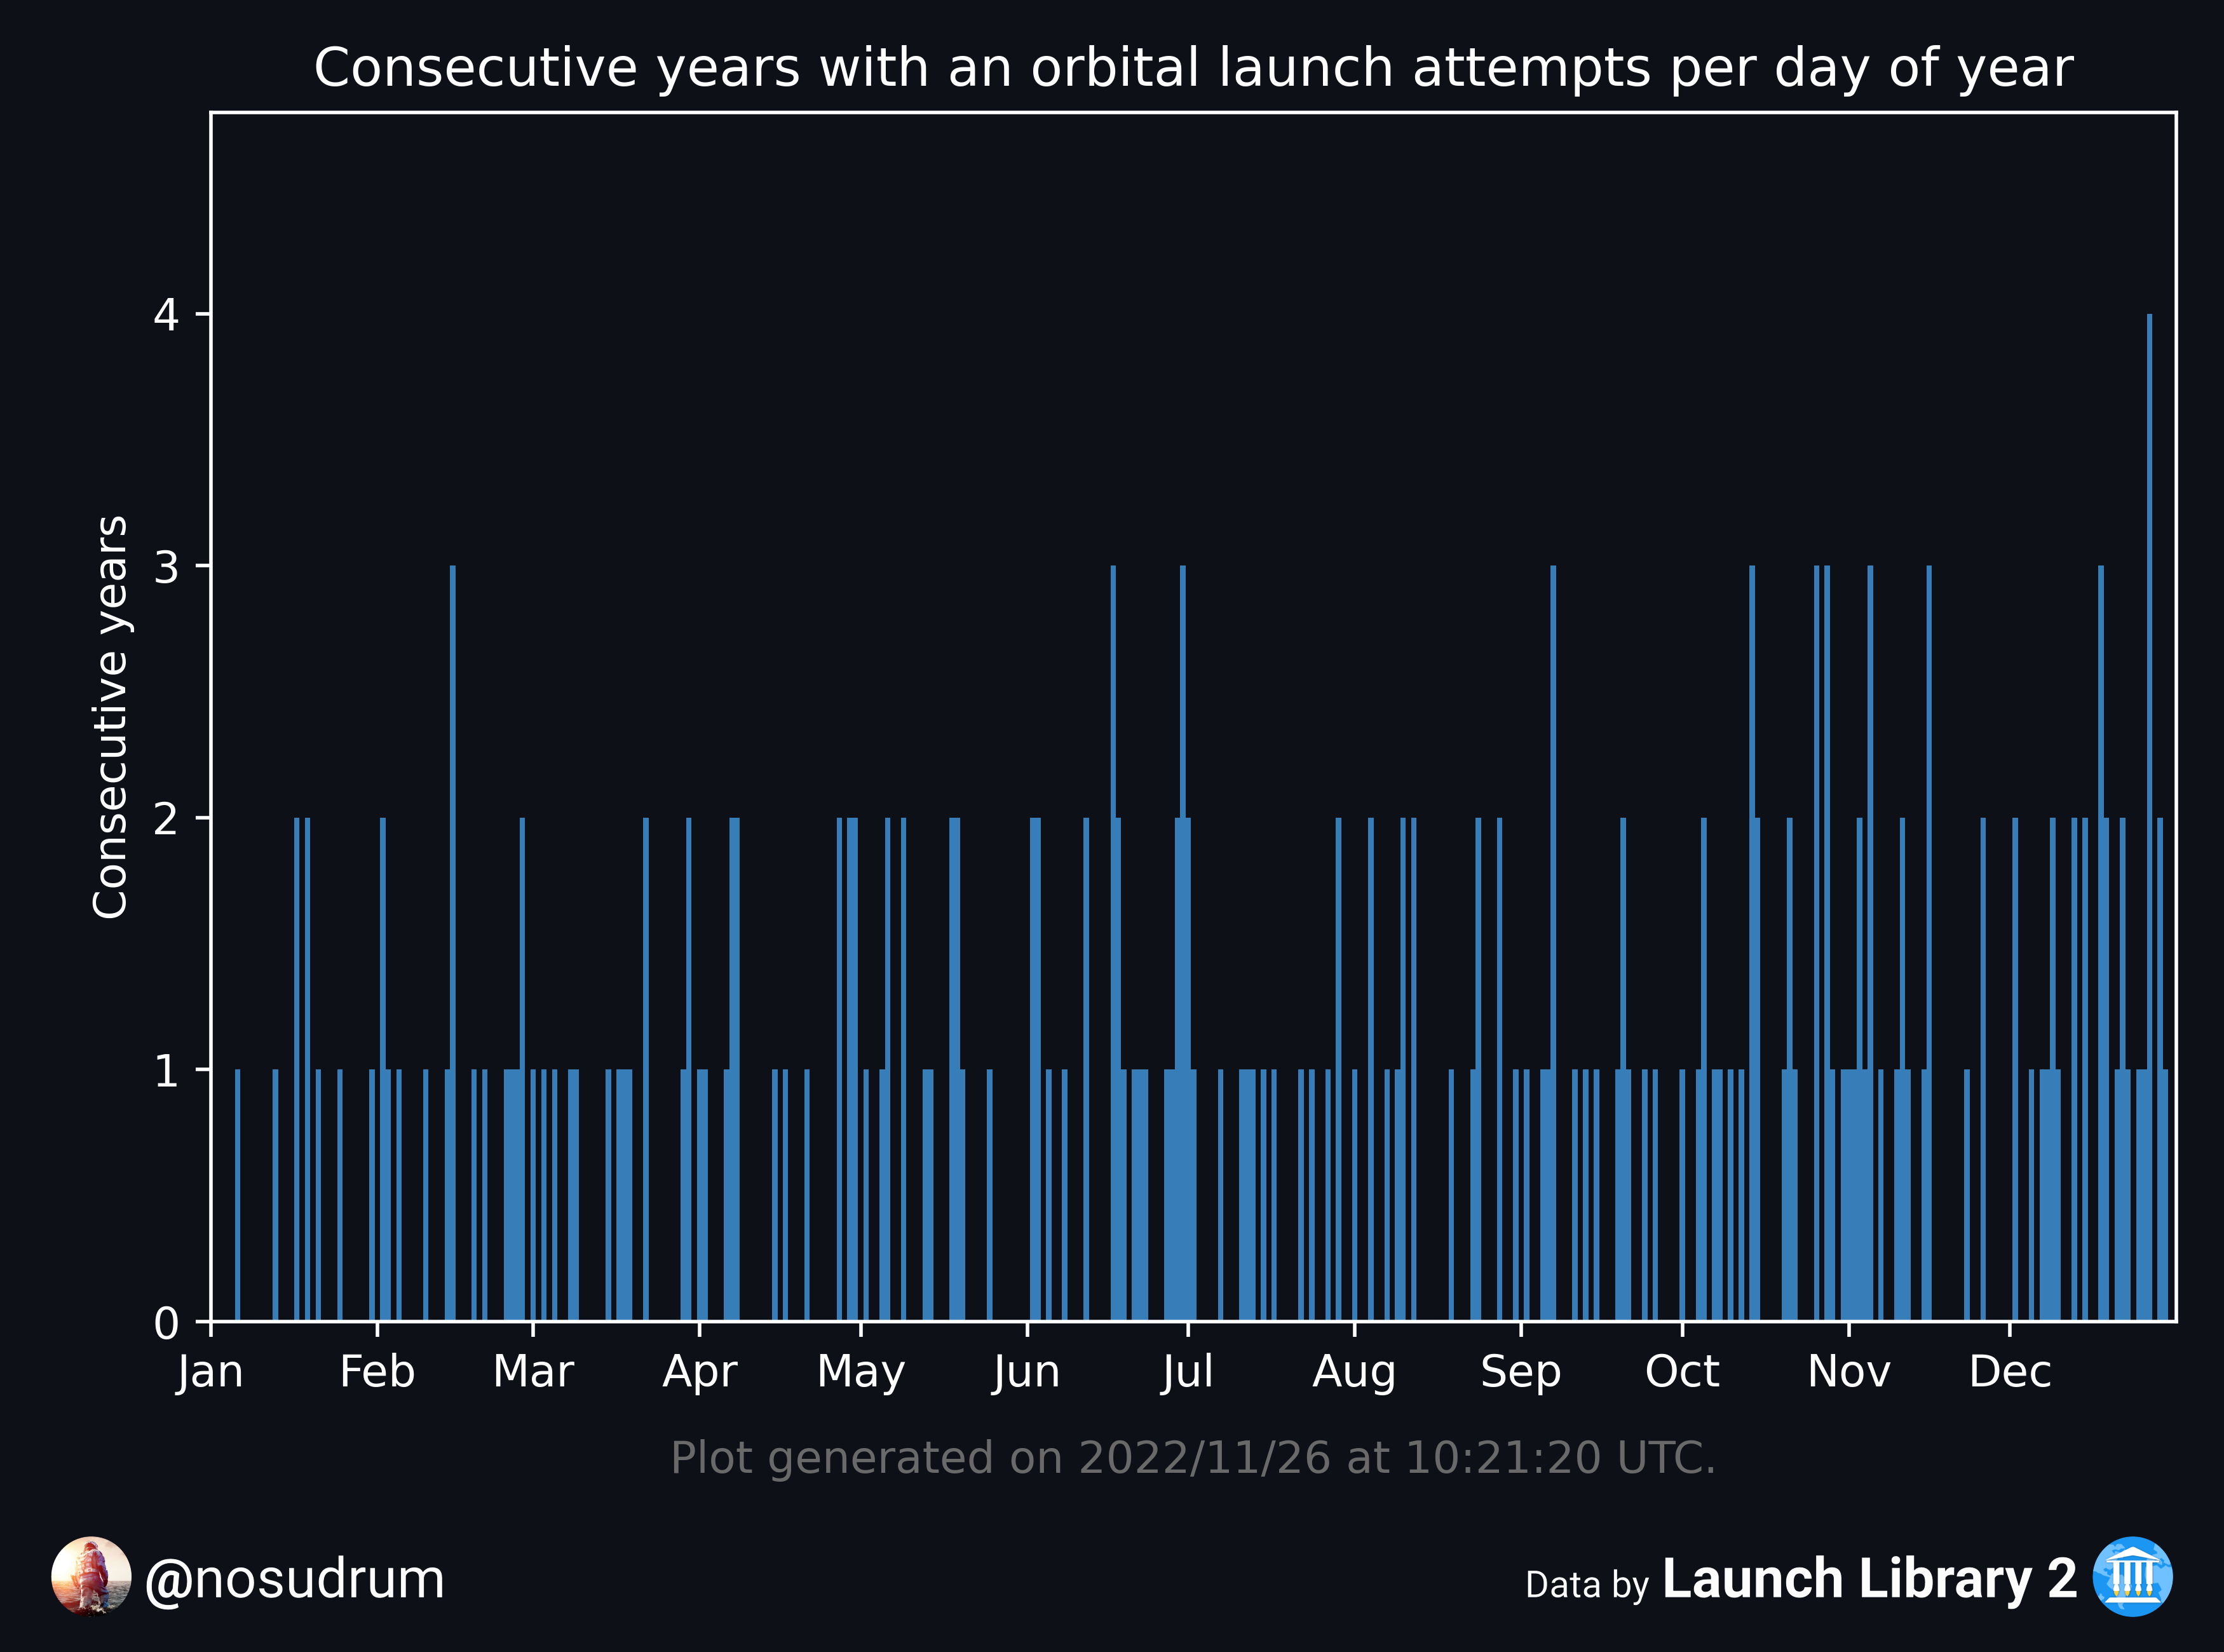 Consecutive years with an orbital launch attempts per day of year
Consecutive years
4
3
2
1
0
Jan Feb Mar Apr May Jun Jul Aug Sep Oct Nov Dec
Plot generated on 2022/11/26 at 10:21:20 UTC.
@nosudrum
Data by Launch Library 2